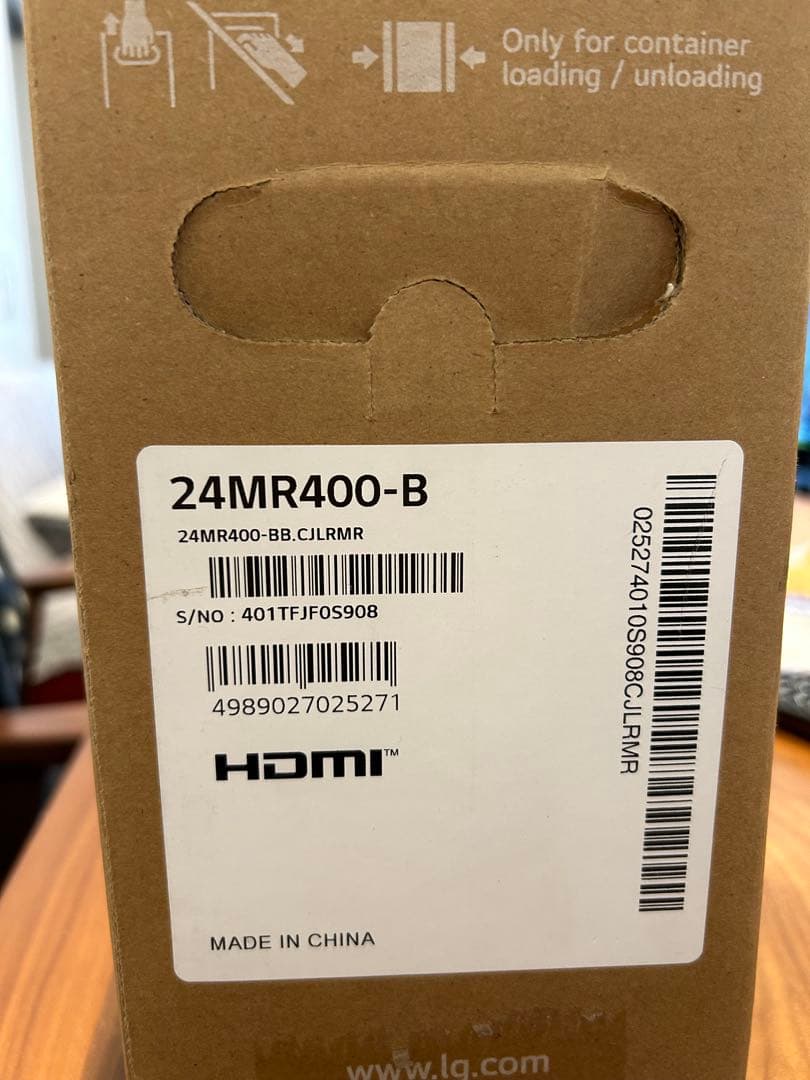 Only for container
loading / unloading
24MR400-B
24MR400-BB.CJLRMR
S/NO : 401TFJF0S908
4989027025271
HDMI™
025274010S908CJLRMR
MADE IN CHINA
www.lg.com